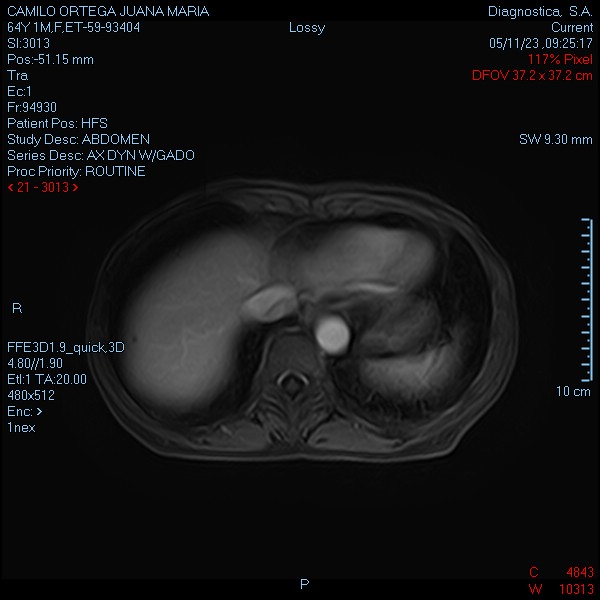 CAMILO ORTEGA JUANA MARIA
64Y 1M,F,ET-59-93404
SI:3013
Pos:-51.15 mm
Tra
Ec:1
Fr:94930
Patient Pos: HFS
Study Desc: ABDOMEN
Series Desc: AX DYN W/GADO
Proc Priority: ROUTINE
< 21 - 3013 >
Lossy
Diagnostica, S.A.
Current
05/11/23 ,09:25:17
117% Pixel
DFOV 37.2 x 37.2 cm
SW 9.30 mm
R
FFE3D1.9_quick,3D
4.80//1.90
Etl:1 TA:20.00
480x512
Enc: >
1nex
10 cm
P
C 4843
W 10313